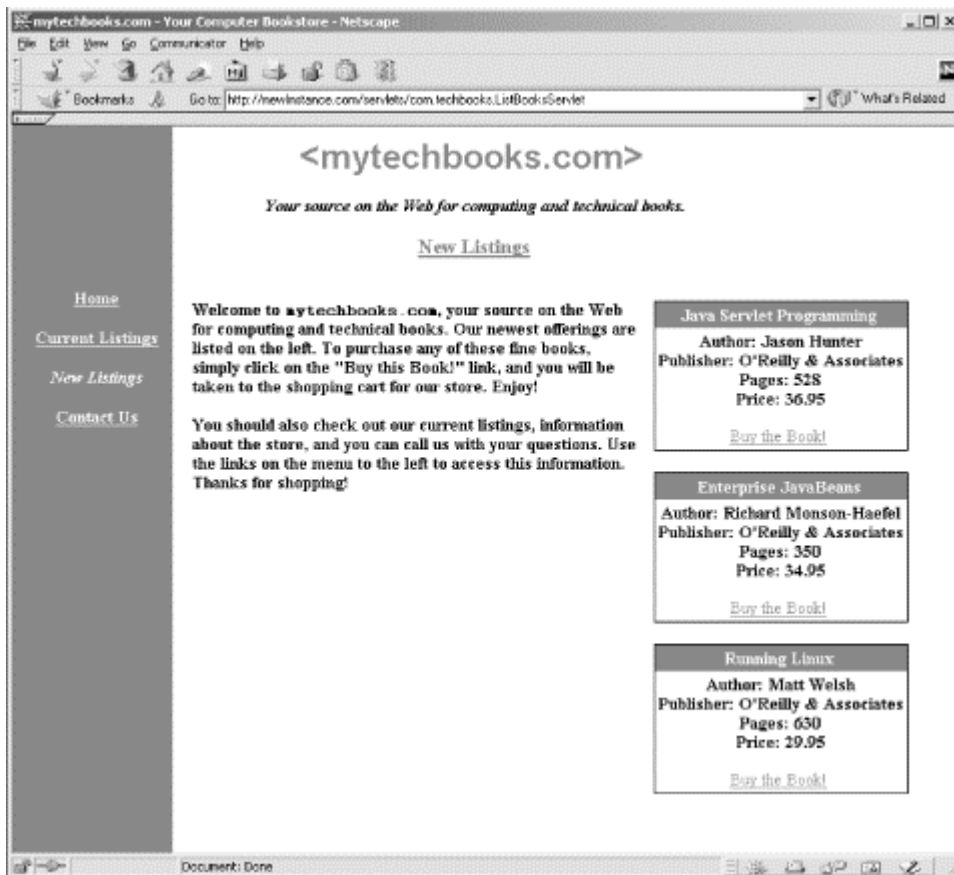 mytechbooks.com - Your Computer Bookstore - Netscape
File Edit View Go Communicator Help
Bookmarks Go to: http://newInstance.com/servlets/com.techbooks.ListBooksServlet What's Related
<mytechbooks.com>
Your source on the Web for computing and technical books.
New Listings
Home
Current Listings
New Listings
Contact Us
Welcome to mytechbooks.com, your source on the Web
for computing and technical books. Our newest offerings are
listed on the left. To purchase any of these fine books,
simply click on the "Buy this Book!" link, and you will be
taken to the shopping cart for our store. Enjoy!
You should also check out our current listings, information
about the store, and you can call us with your questions. Use
the links on the menu to the left to access this information.
Thanks for shopping!
Java Servlet Programming
Author: Jason Hunter
Publisher: O'Reilly & Associates
Pages: 528
Price: 36.95
Buy the Book!
Enterprise JavaBeans
Author: Richard Monson-Haefel
Publisher: O'Reilly & Associates
Pages: 350
Price: 34.95
Buy the Book!
Running Linux
Author: Matt Welsh
Publisher: O'Reilly & Associates
Pages: 630
Price: 29.95
Buy the Book!
Document: Done